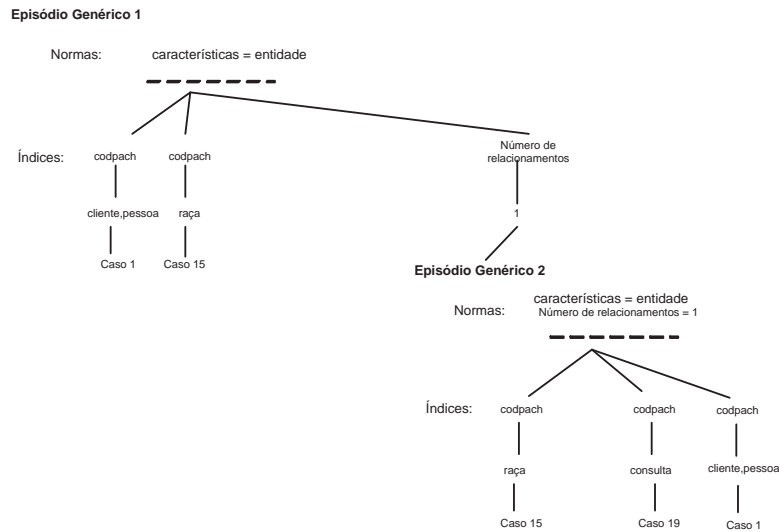 Episódio Genérico 1
Normas: características = entidade
Índices: codpach codpach Número de
relacionamentos
cliente,pessoa raça 1
Caso 1 Caso 15
Episódio Genérico 2
Normas: características = entidade
Número de relacionamentos = 1
Índices: codpach codpach codpach
raça consulta cliente,pessoa
Caso 15 Caso 19 Caso 1